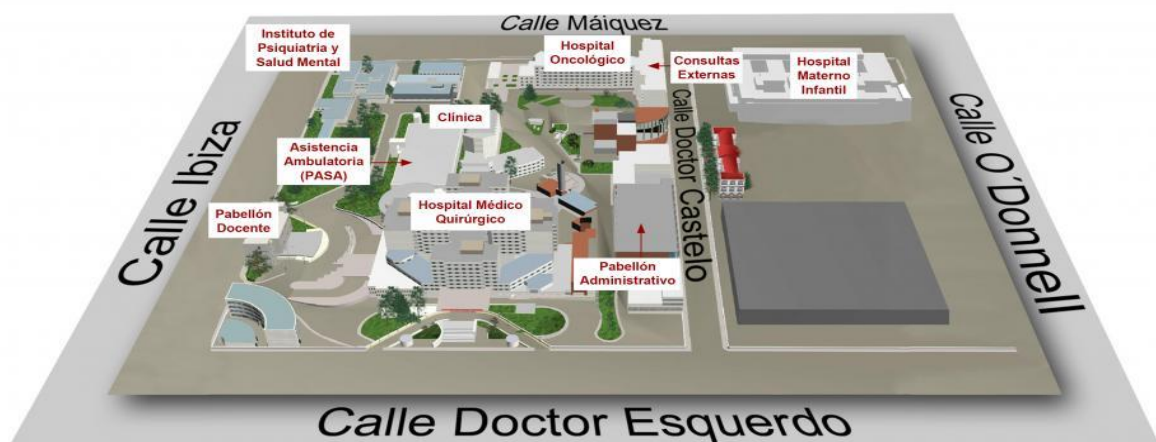 Calle Máiquez
Instituto de
Psiquiatria y
Salud Mental
Hospital
Oncológico
Consultas
Externas
Hospital
Materno
Infantil
Clínica
Asistencia
Ambulatoria
(PASA)
Calle Ibiza
Calle Doctor Castelo
Calle O´Donnell
Pabellón
Docente
Hospital Médico
Quirúrgico
Pabellón
Administrativo
Calle Doctor Esquerdo